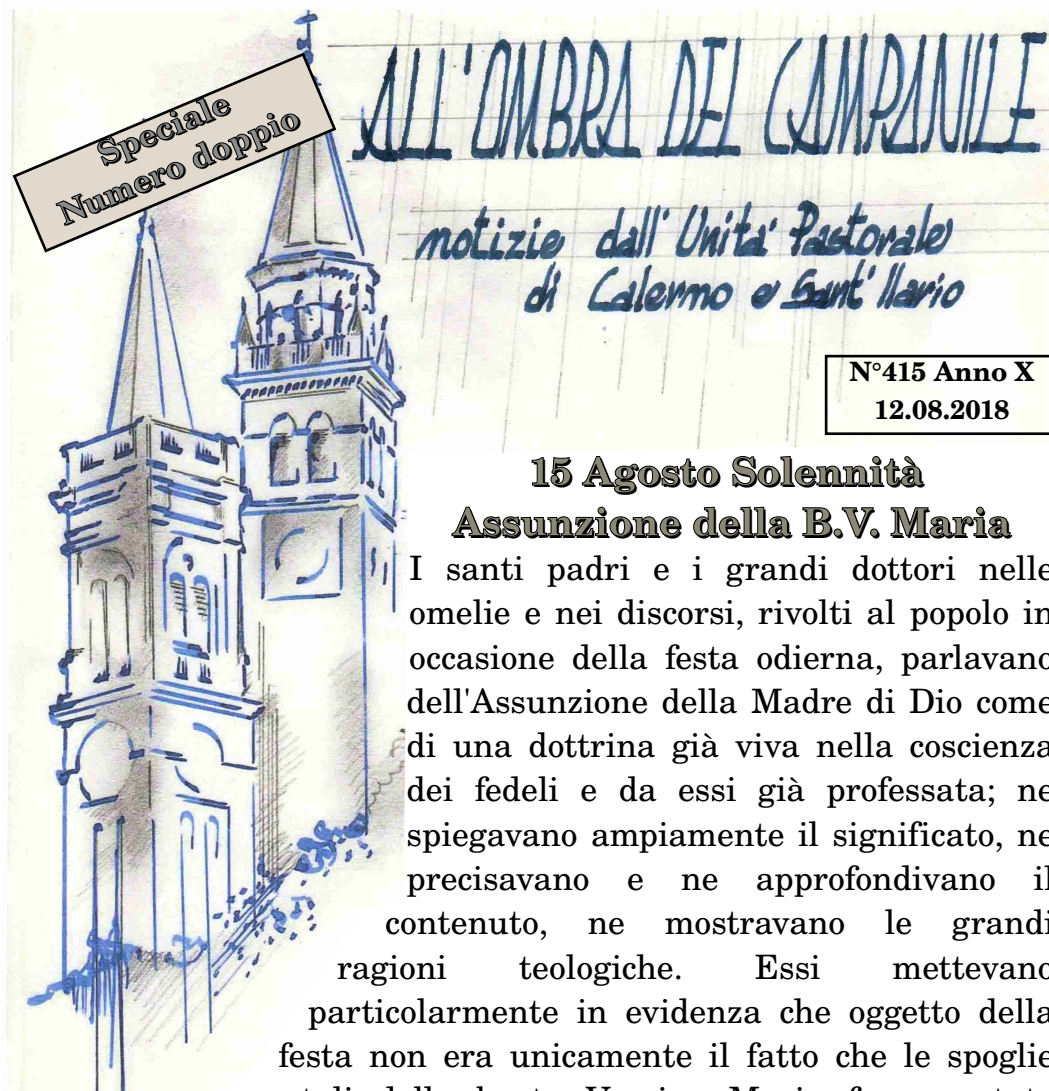 Speciale
Numero doppio
ALL'OMBRA DEL CAMPANILE
notizie dall'Unità Pastorale
di Calerno e Sant'Ilario
N°415 Anno X
12.08.2018
15 Agosto Solennità
Assunzione della B.V. Maria
I santi padri e i grandi dottori nelle
omelie e nei discorsi, rivolti al popolo in
occasione della festa odierna, parlavano
dell'Assunzione della Madre di Dio come
di una dottrina già viva nella coscienza
dei fedeli e da essi già professata; ne
spiegavano ampiamente il significato, ne
precisavano e ne approfondivano il
contenuto, ne mostravano le grandi
ragioni teologiche. Essi mettevano
particolarmente in evidenza che oggetto della
festa non era unicamente il fatto che le spoglie